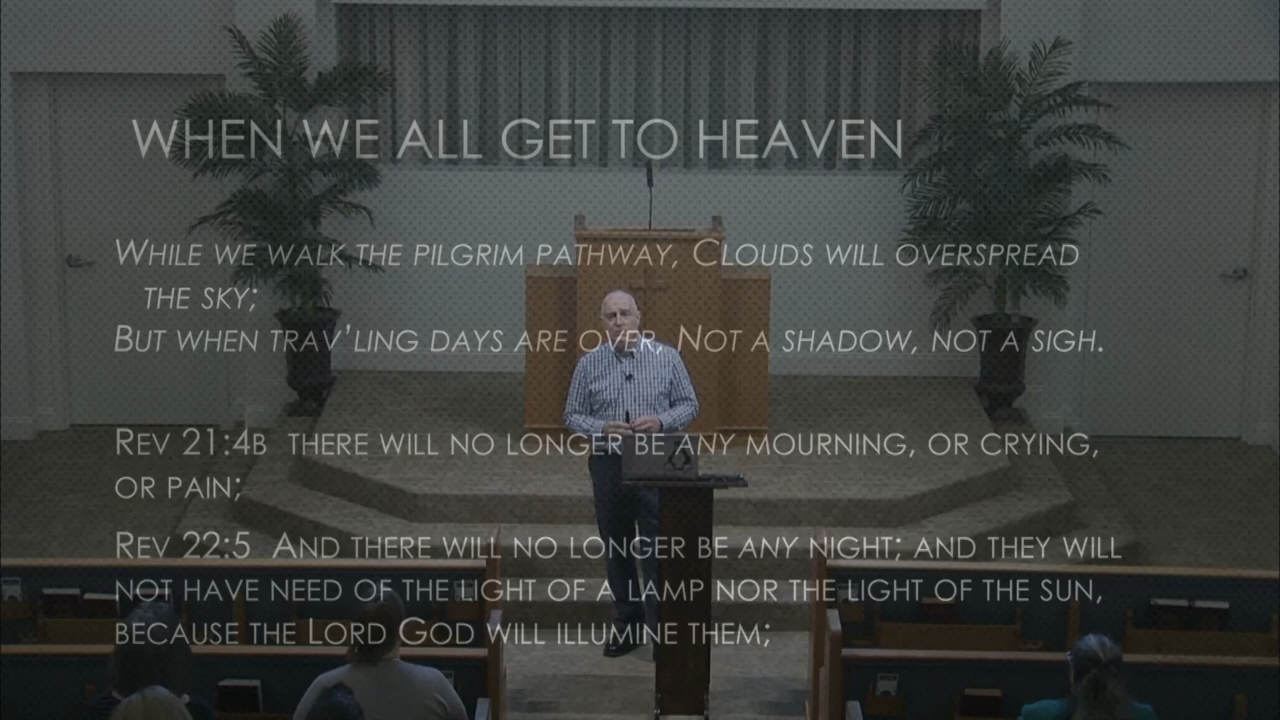 WHEN WE ALL GET TO HEAVEN
WHILE WE WALK THE PILGRIM PATHWAY, CLOUDS WILL OVERSPREAD
THE SKY;
BUT WHEN TRAV'LING DAYS ARE OVER, NOT A SHADOW, NOT A SIGH.
REV 21:4B THERE WILL NO LONGER BE ANY MOURNING, OR CRYING,
OR PAIN;
REV 22:5 AND THERE WILL NO LONGER BE ANY NIGHT; AND THEY WILL
NOT HAVE NEED OF THE LIGHT OF A LAMP NOR THE LIGHT OF THE SUN,
BECAUSE THE LORD GOD WILL ILLUMINE THEM;